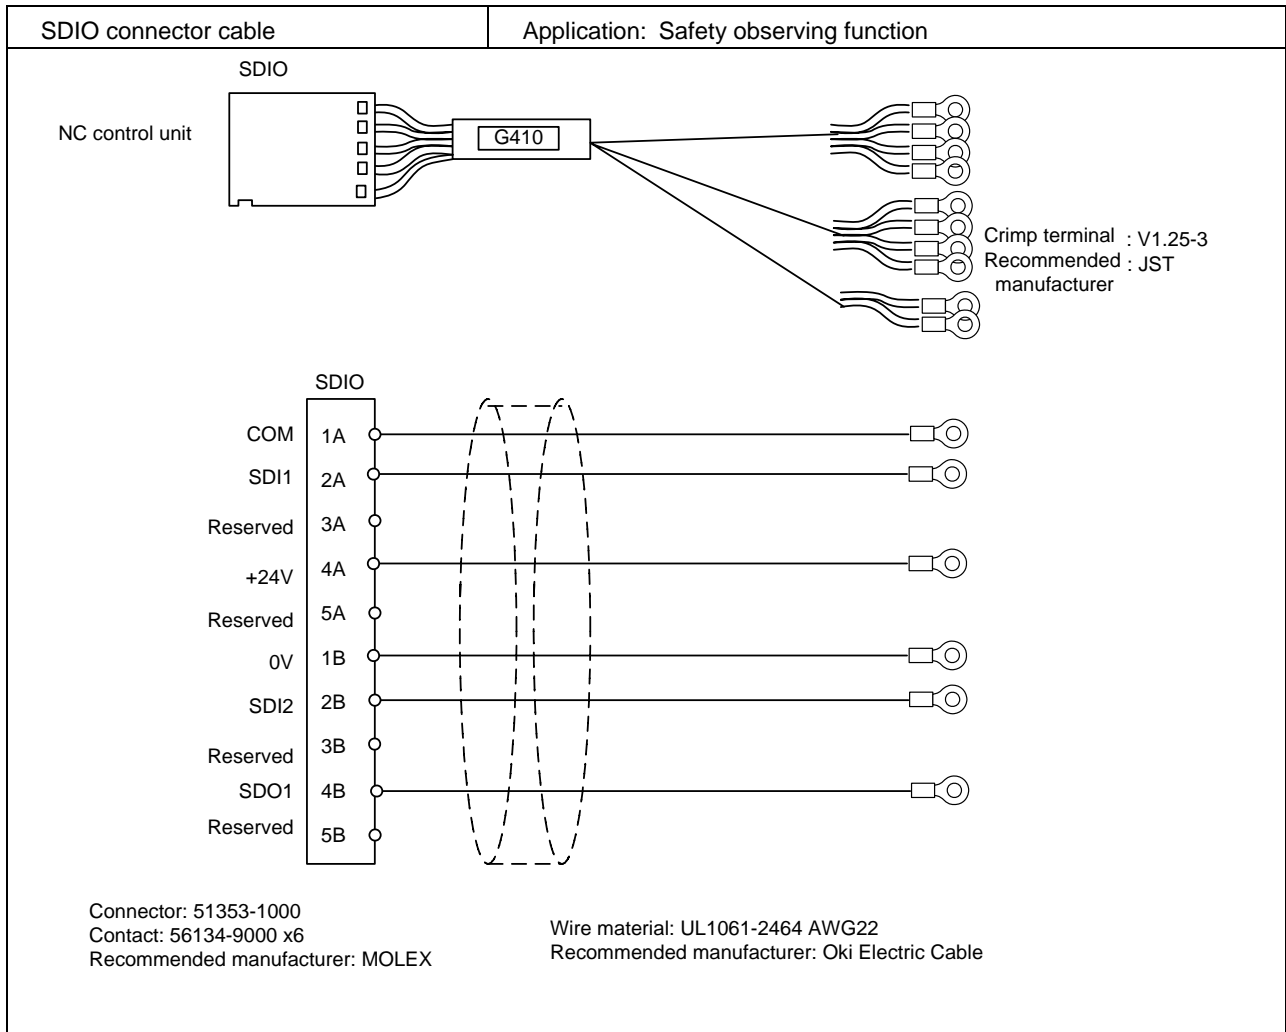 SDIO connector cable
Application: Safety observing function
SDIO
NC control unit
G410
Crimp terminal : V1.25-3
Recommended : JST
manufacturer
SDIO
COM 1A
SDI1 2A
Reserved 3A
+24V 4A
Reserved 5A
0V 1B
SDI2 2B
Reserved 3B
SDO1 4B
Reserved 5B
Connector: 51353-1000
Contact: 56134-9000 x6
Recommended manufacturer: MOLEX
Wire material: UL1061-2464 AWG22
Recommended manufacturer: Oki Electric Cable